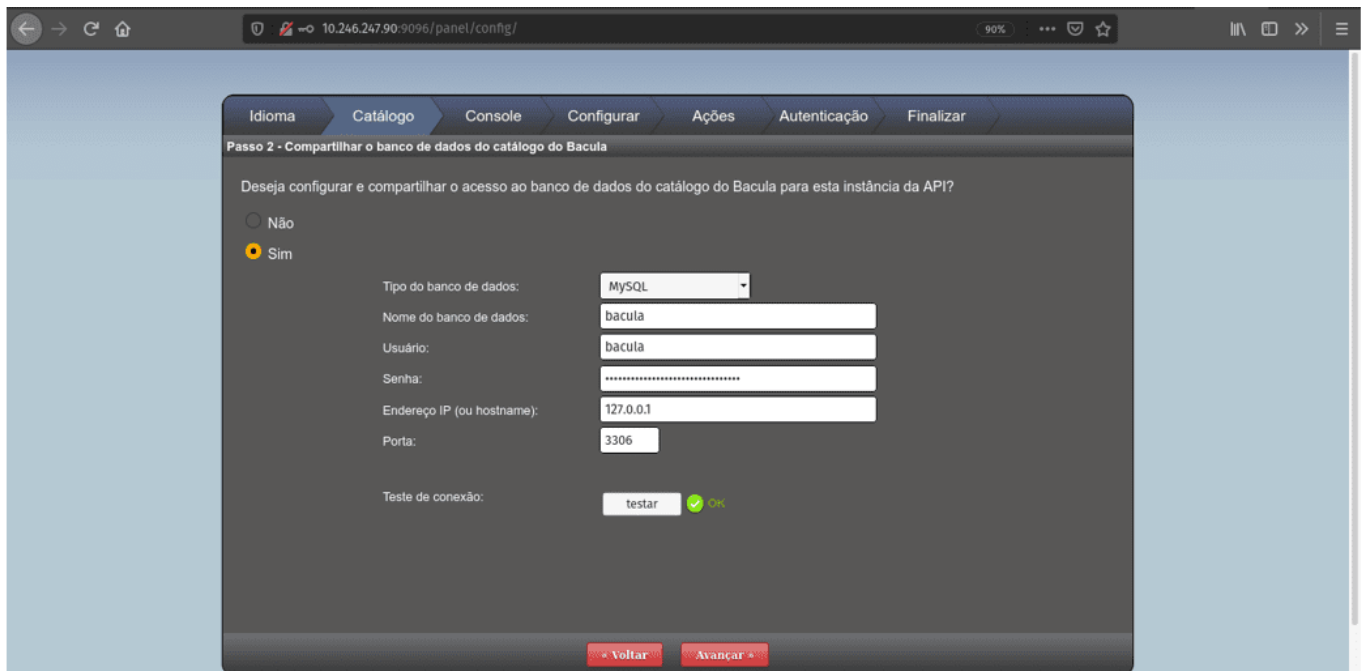 10.246.247.90:9096/panel/config/
90%
Idioma Catálogo Console Configurar Ações Autenticação Finalizar
Passo 2 - Compartilhar o banco de dados do catálogo do Bacula
Deseja configurar e compartilhar o acesso ao banco de dados do catálogo do Bacula para esta instância da API?
Não
Sim
Tipo do banco de dados: MySQL
Nome do banco de dados: bacula
Usuário: bacula
Senha: ••••••••••••••••••••••••••••••••
Endereço IP (ou hostname): 127.0.0.1
Porta: 3306
Teste de conexão: testar OK
« Voltar Avançar »